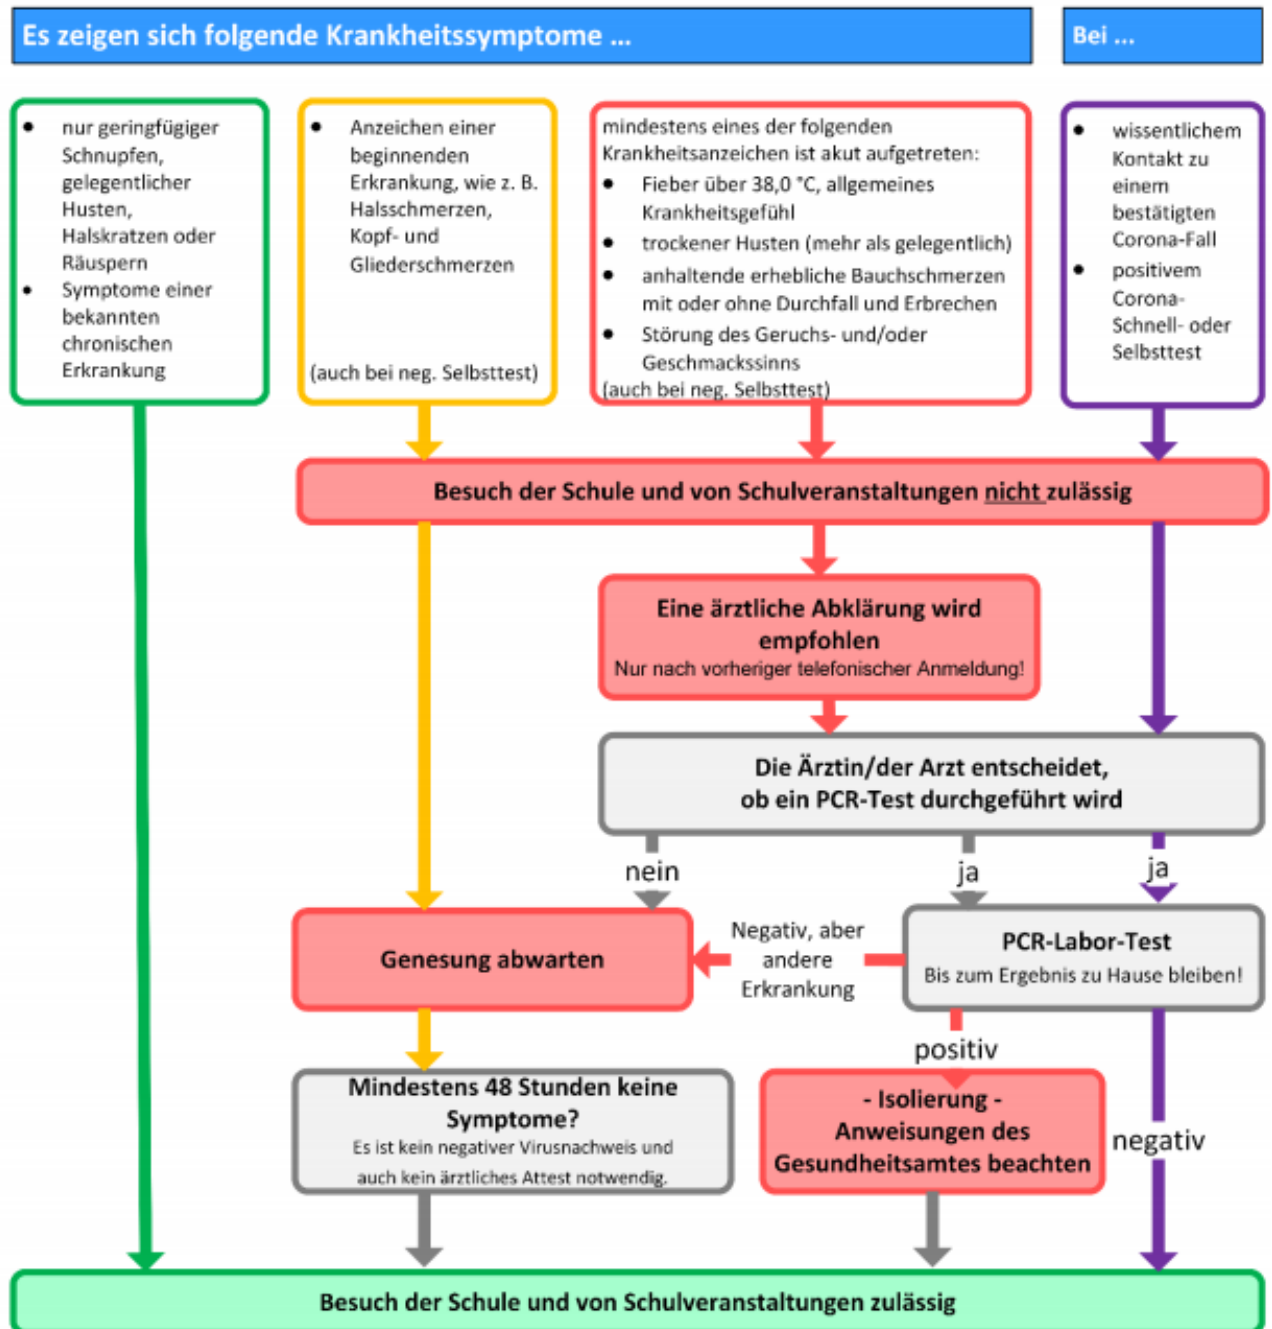 Es zeigen sich folgende Krankheitssymptome ...
Bei ...
• nur geringfügiger
Schnupfen,
gelegentlicher
Husten,
Halskratzen oder
Räuspern
• Symptome einer
bekannten
chronischen
Erkrankung
• Anzeichen einer
beginnenden
Erkrankung, wie z. B.
Halsschmerzen,
Kopf- und
Gliederschmerzen
(auch bei neg. Selbsttest)
mindestens eines der folgenden
Krankheitsanzeichen ist akut aufgetreten:
• Fieber über 38,0 °C, allgemeines
Krankheitsgefühl
• trockener Husten (mehr als gelegentlich)
• anhaltende erhebliche Bauchschmerzen
mit oder ohne Durchfall und Erbrechen
• Störung des Geruchs- und/oder
Geschmackssinns
(auch bei neg. Selbsttest)
• wissentlichem
Kontakt zu
einem
bestätigten
Corona-Fall
• positivem
Corona-
Schnell- oder
Selbsttest
Besuch der Schule und von Schulveranstaltungen nicht zulässig
Eine ärztliche Abklärung wird
empfohlen
Nur nach vorheriger telefonischer Anmeldung!
Die Ärztin/der Arzt entscheidet,
ob ein PCR-Test durchgeführt wird
nein
ja
ja
Genesung abwarten
Negativ, aber
andere
Erkrankung
PCR-Labor-Test
Bis zum Ergebnis zu Hause bleiben!
positiv
Mindestens 48 Stunden keine
Symptome?
Es ist kein negativer Virusnachweis und
auch kein ärztliches Attest notwendig.
- Isolierung -
Anweisungen des
Gesundheitsamtes beachten
negativ
Besuch der Schule und von Schulveranstaltungen zulässig